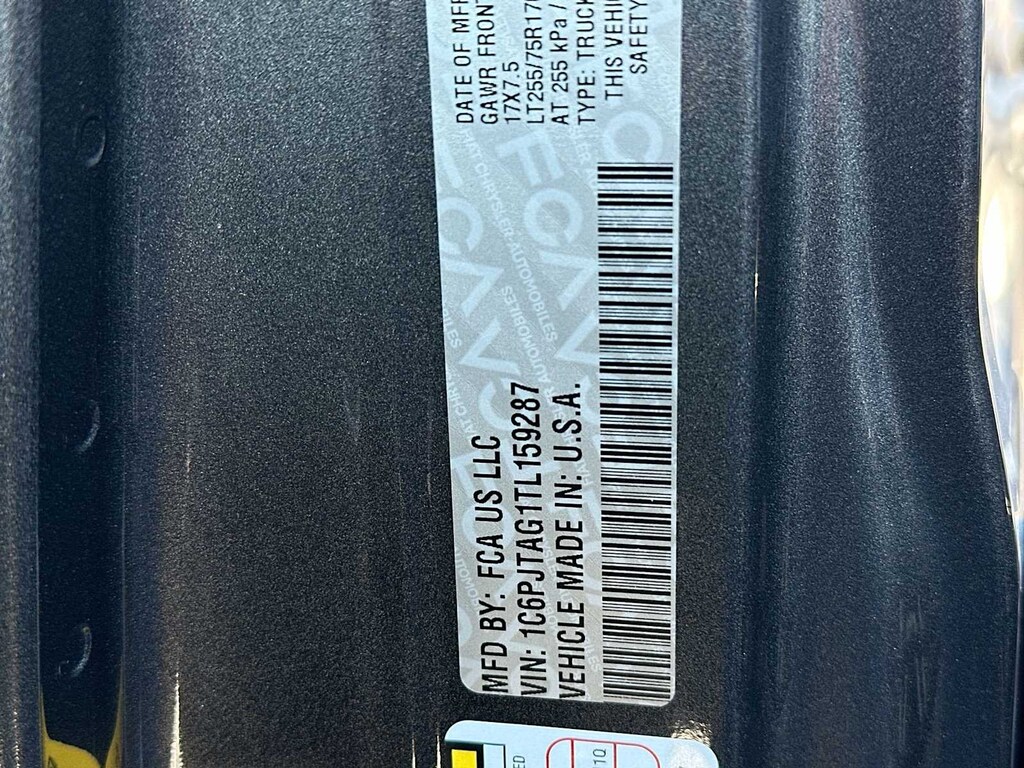 MFD BY: FCA US LLC
VIN: 1C6PJTAG1TL159287
VEHICLE MADE IN: U.S.A.
DATE OF MFR
GAWR FRONT
17X7.5
LT255/75R17
AT 255 kPa /
TYPE: TRUCK
THIS VEHI
SAFETY